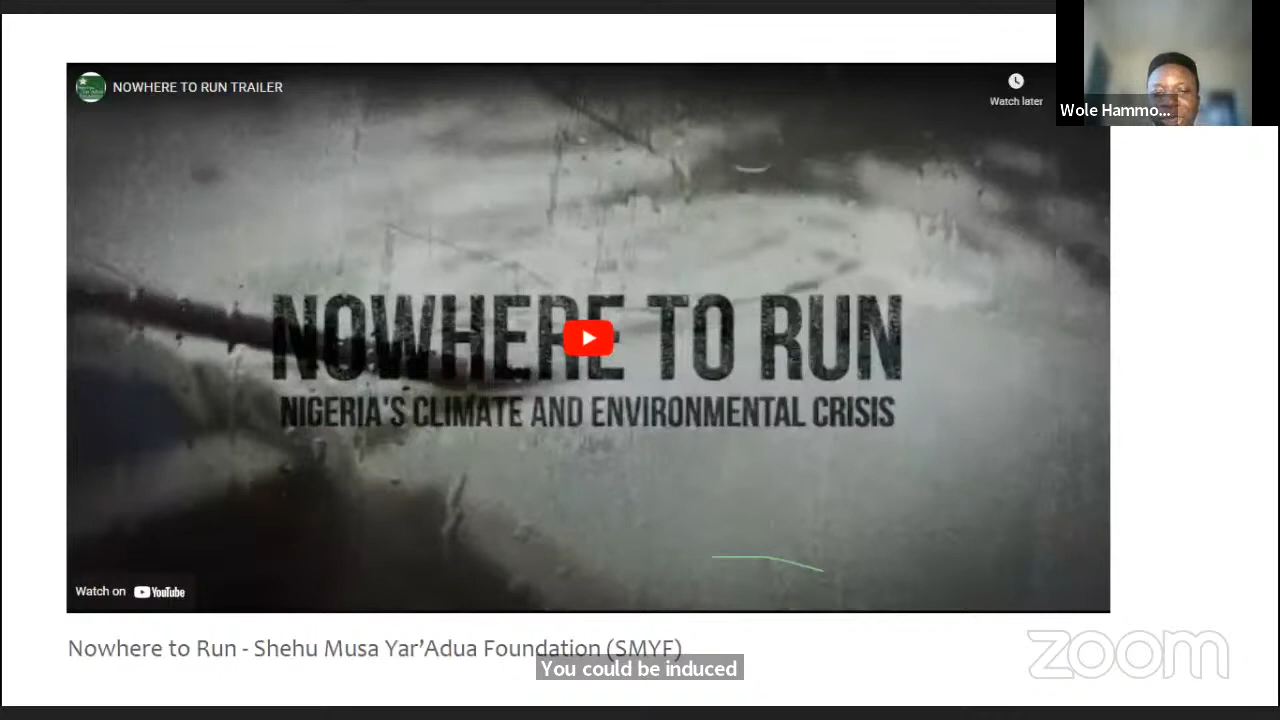 NOWHERE TO RUN TRAILER
Watch later
Wole Hammo...
NOWHERE TO RUN
NIGERIA'S CLIMATE AND ENVIRONMENTAL CRISIS
Watch on YouTube
Nowhere to Run - Shehu Musa Yar’Adua Foundation (SMYF)
You could be induced
zoom